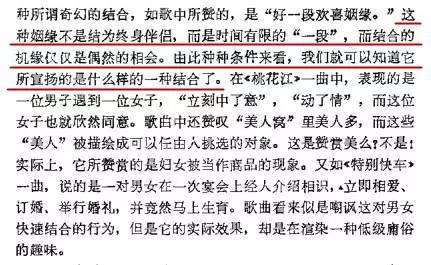 种所谓奇幻的结合，如歌中所赞的，是“好一段欢喜姻缘。”这
种姻缘不是结为终身伴侣，而是时间有限的“一段”，而结合的
机缘仅仅是偶然的相会。由此种种条件来看，我们就可以知道它
所宣扬的是什么样的一种结合了。在《桃花江》一曲中，表现的是
一位男子遇到一位女子，“立刻中了意”，“动了情”，而这位
女子也就欣然同意。歌曲中还赞叹“美人窝”里美人多，而这些
“美人”被描绘成可以任由人挑选的对象。这是赞赏美么？不是！
实际上，它所赞赏的是妇女被当作商品的现象。又如《特别快车》
一曲，说的是一对男女在一次宴会上经人介绍相识，立即相爱、
订婚、举行婚礼，并竟然马上生育。歌曲看来似是嘲讽这对男女
快速结合的行为，但是它的实际效果，却是在渲染一种低级庸俗
的趣味。